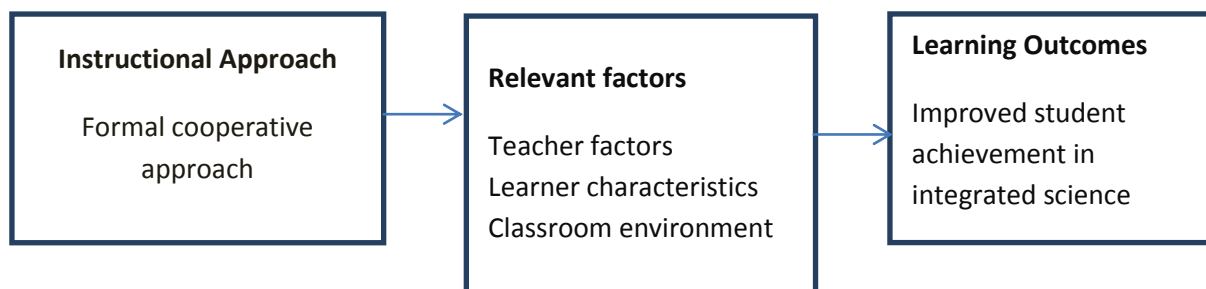 Instructional Approach
Formal cooperative
approach
Relevant factors
Teacher factors
Learner characteristics
Classroom environment
Learning Outcomes
Improved student
achievement in
integrated science